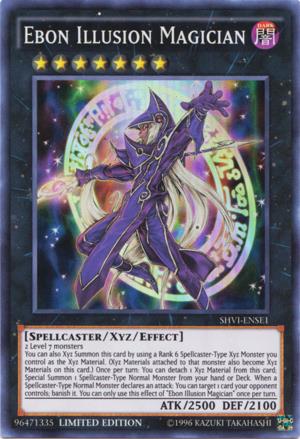 EBON ILLUSION MAGICIAN
DARK
闇
SHVI-ENSE1
[SPELLCASTER/XYZ/EFFECT]
2 Level 7 monsters
You can also Xyz Summon this card by using a Rank 6 Spellcaster-Type Xyz Monster you
control as the Xyz Material. (Xyz Materials attached to that monster also become Xyz
Materials on this card.) Once per turn: You can detach 1 Xyz Material from this card;
Special Summon 1 Spellcaster-Type Normal Monster from your hand or Deck. When a
Spellcaster-Type Normal Monster declares an attack: You can target 1 card your opponent
controls; banish it. You can only use this effect of "Ebon Illusion Magician" once per turn.
ATK/2500 DEF/2100
96471335 LIMITED EDITION ©1996 KAZUKI TAKAHASHI